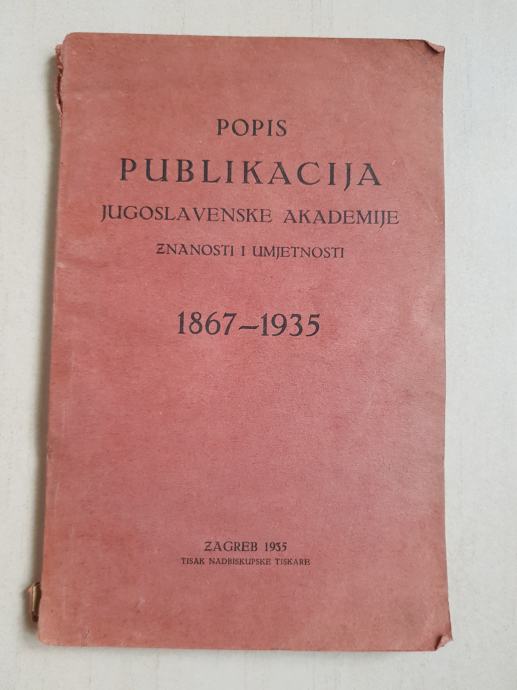 POPIS
PUBLIKACIJA
JUGOSLAVENSKE AKADEMIJE
ZNANOSTI I UMJETNOSTI
1867–1935
ZAGREB 1935
TISAK NADBISKUPSKE TISKARE